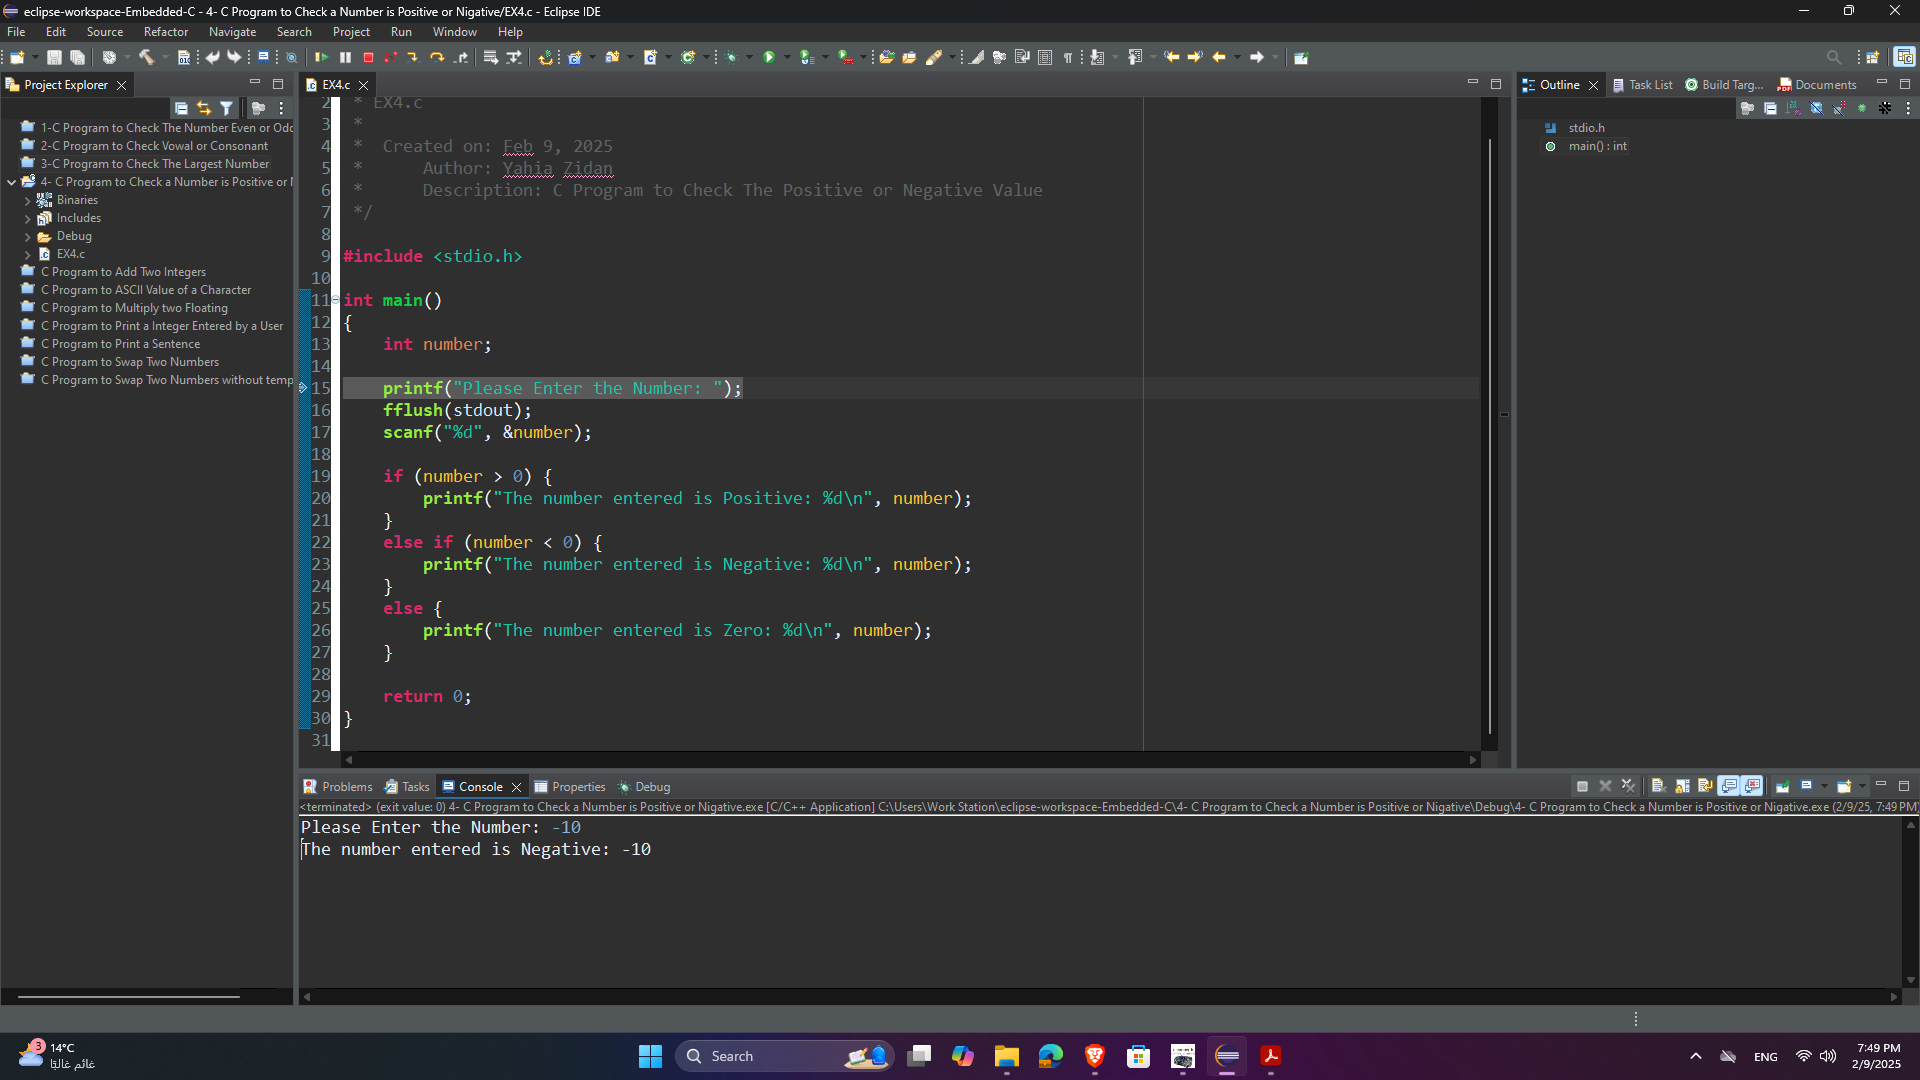 eclipse-workspace-Embedded-C - 4- C Program to Check a Number is Positive or Nigative/EX4.c - Eclipse IDE
File Edit Source Refactor Navigate Search Project Run Window Help
Project Explorer
1-C Program to Check The Number Even or Odd
2-C Program to Check Vowal or Consonant
3-C Program to Check The Largest Number
4- C Program to Check a Number is Positive or N
Binaries
Includes
Debug
EX4.c
C Program to Add Two Integers
C Program to ASCII Value of a Character
C Program to Multiply two Floating
C Program to Print a Integer Entered by a User
C Program to Print a Sentence
C Program to Swap Two Numbers
C Program to Swap Two Numbers without temp
EX4.c
2 * EX4.c
3 *
4 *  Created on: Feb 9, 2025
5 *      Author: Yahia Zidan
6 *      Description: C Program to Check The Positive or Negative Value
7 */
8
9 #include <stdio.h>
10
11 int main()
12 {
13     int number;
14
15     printf("Please Enter the Number: ");
16     fflush(stdout);
17     scanf("%d", &number);
18
19     if (number > 0) {
20         printf("The number entered is Positive: %d\n", number);
21     }
22     else if (number < 0) {
23         printf("The number entered is Negative: %d\n", number);
24     }
25     else {
26         printf("The number entered is Zero: %d\n", number);
27     }
28
29     return 0;
30 }
31
Outline Task List Build Targ... Documents
stdio.h
main() : int
Problems Tasks Console Properties Debug
<terminated> (exit value: 0) 4- C Program to Check a Number is Positive or Nigative.exe [C/C++ Application] C:\Users\Work Station\eclipse-workspace-Embedded-C\4- C Program to Check a Number is Positive or Nigative\Debug\4- C Program to Check a Number is Positive or Nigative.exe (2/9/25, 7:49 PM)
Please Enter the Number: -10
The number entered is Negative: -10
3
14°C
غائم غالبًا
Search
ENG
7:49 PM
2/9/2025